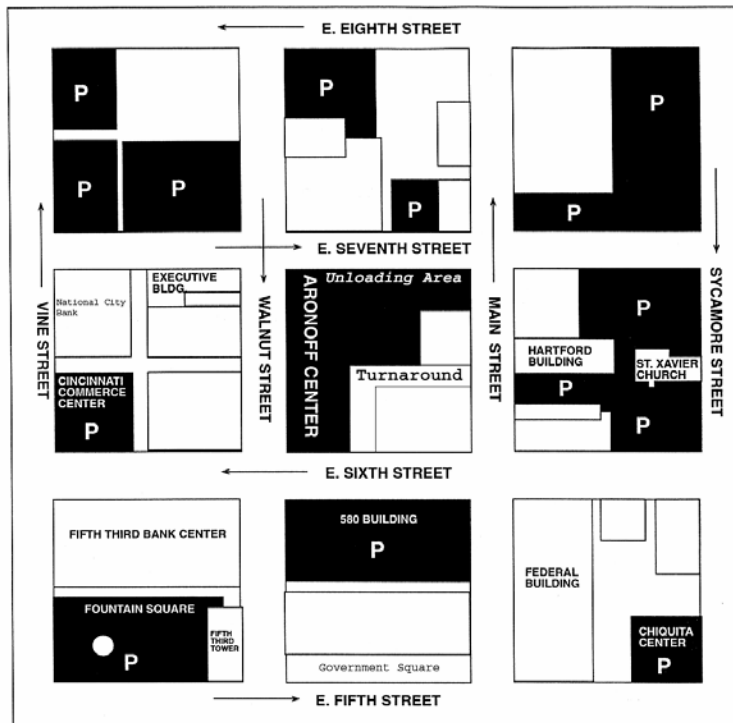 E. EIGHTH STREET
P
P
P
P
P
P
P
P
E. SEVENTH STREET
VINE STREET
WALNUT STREET
MAIN STREET
SYCAMORE STREET
National City
Bank
EXECUTIVE
BLDG.
CINCINNATI
COMMERCE
CENTER
P
ARONOFF CENTER
Unloading Area
Turnaround
P
HARTFORD
BUILDING
ST. XAVIER
CHURCH
P
P
E. SIXTH STREET
FIFTH THIRD BANK CENTER
FOUNTAIN SQUARE
P
FIFTH
THIRD
TOWER
580 BUILDING
P
Government Square
FEDERAL
BUILDING
CHIQUITA
CENTER
P
E. FIFTH STREET